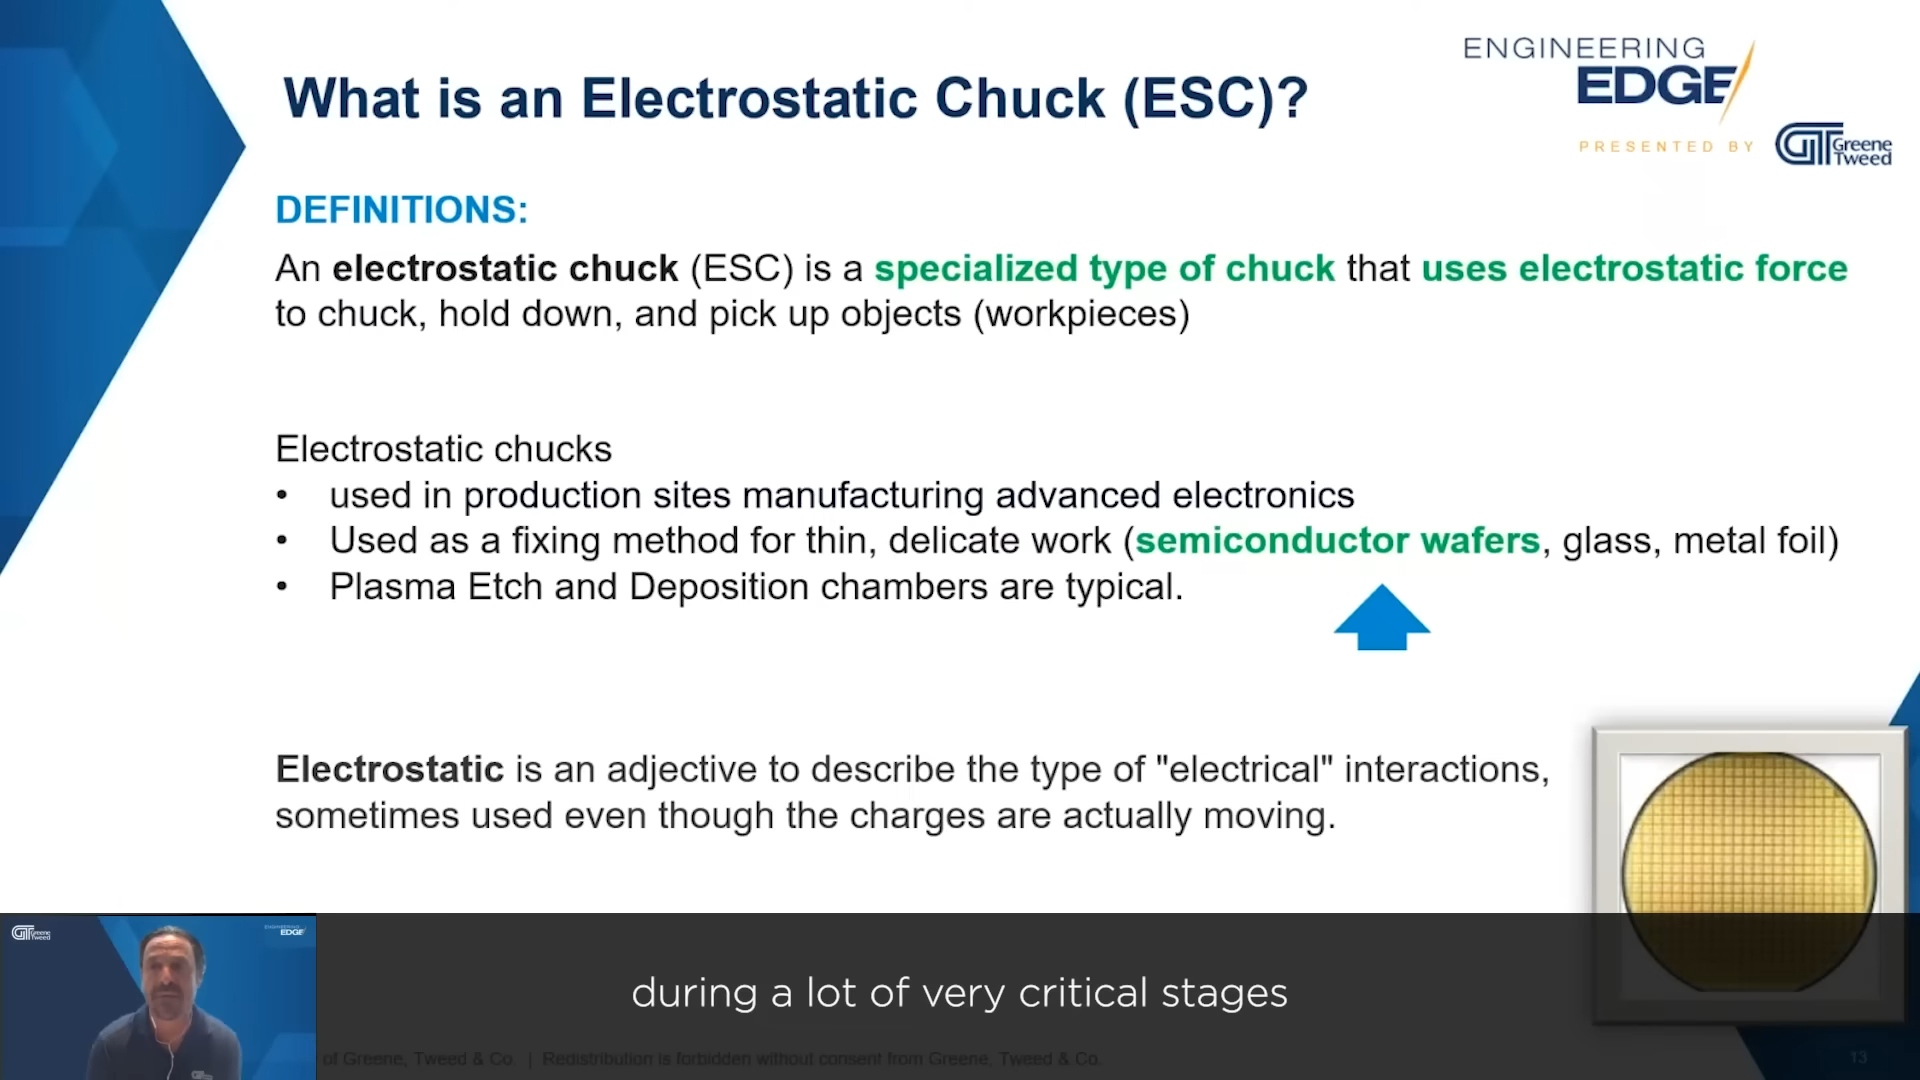 ENGINEERING
EDGE
PRESENTED BY
Greene
Tweed
What is an Electrostatic Chuck (ESC)?
DEFINITIONS:
An electrostatic chuck (ESC) is a specialized type of chuck that uses electrostatic force
to chuck, hold down, and pick up objects (workpieces)
Electrostatic chucks
• used in production sites manufacturing advanced electronics
• Used as a fixing method for thin, delicate work (semiconductor wafers, glass, metal foil)
• Plasma Etch and Deposition chambers are typical.
Electrostatic is an adjective to describe the type of "electrical" interactions,
sometimes used even though the charges are actually moving.
Greene
Tweed
ENGINEERING
EDGE
during a lot of very critical stages
of Greene, Tweed & Co | Redistribution is forbidden without consent from Greene, Tweed & Co.
13